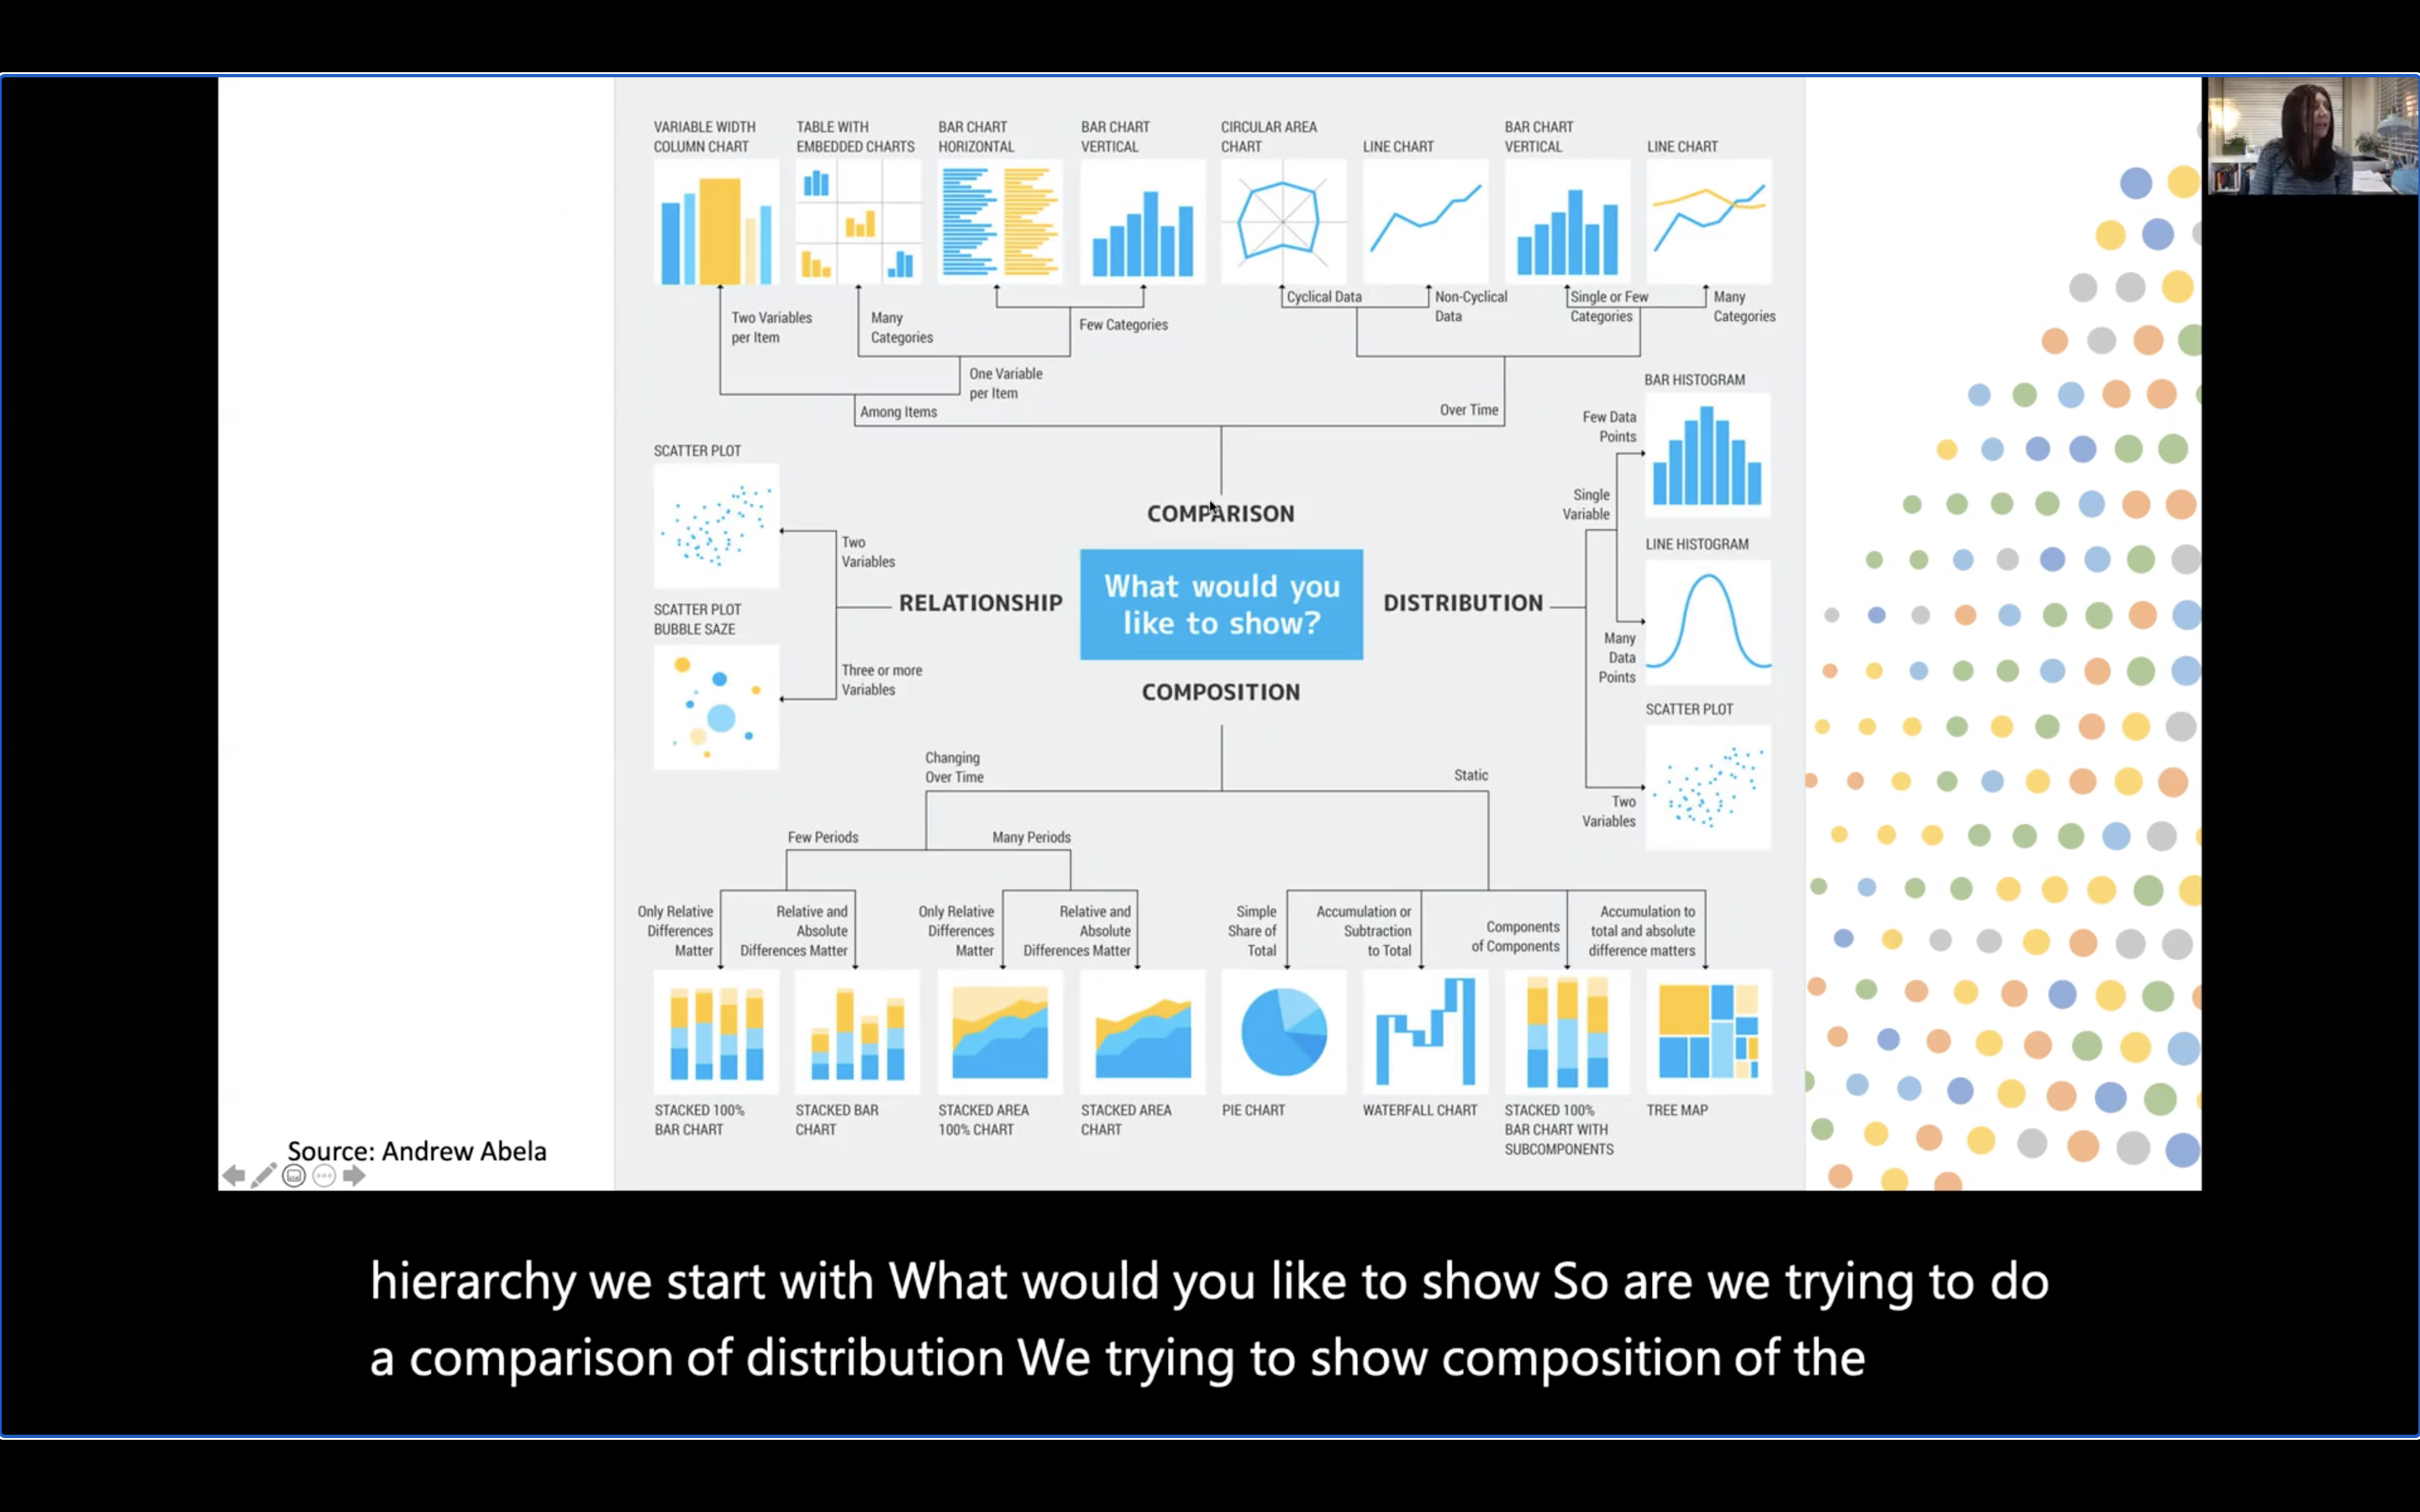 VARIABLE WIDTH
COLUMN CHART
TABLE WITH
EMBEDDED CHARTS
BAR CHART
HORIZONTAL
BAR CHART
VERTICAL
CIRCULAR AREA
CHART
LINE CHART
BAR CHART
VERTICAL
LINE CHART
Two Variables
per Item
Many
Categories
Few Categories
Cyclical Data
Non-Cyclical
Data
Single or Few
Categories
Many
Categories
One Variable
per Item
Among Items
Over Time
SCATTER PLOT
Two
Variables
SCATTER PLOT
BUBBLE SAZE
Three or more
Variables
RELATIONSHIP
COMPARISON
What would you
like to show?
COMPOSITION
DISTRIBUTION
BAR HISTOGRAM
Few Data
Points
Single
Variable
LINE HISTOGRAM
Many
Data
Points
SCATTER PLOT
Two
Variables
Changing
Over Time
Static
Few Periods
Many Periods
Only Relative
Differences
Matter
Relative and
Absolute
Differences Matter
Only Relative
Differences
Matter
Relative and
Absolute
Differences Matter
Simple
Share of
Total
Accumulation or
Subtraction
to Total
Components
of Components
Accumulation to
total and absolute
difference matters
STACKED 100%
BAR CHART
STACKED BAR
CHART
STACKED AREA
100% CHART
STACKED AREA
CHART
PIE CHART
WATERFALL CHART
STACKED 100%
BAR CHART WITH
SUBCOMPONENTS
TREE MAP
Source: Andrew Abela
hierarchy we start with What would you like to show So are we trying to do
a comparison of distribution We trying to show composition of the